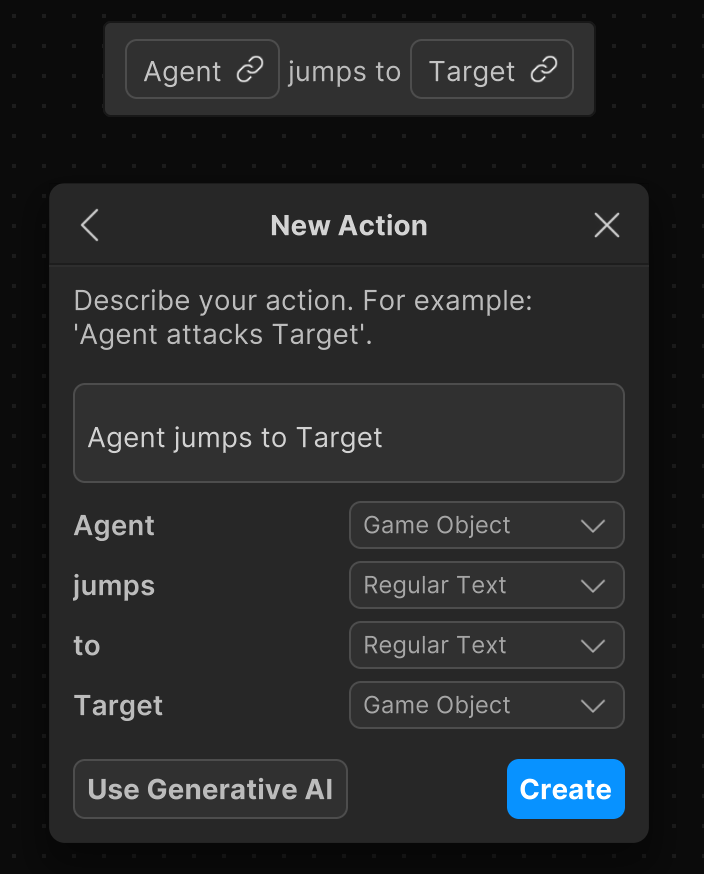 Agent jumps to Target
New Action
Describe your action. For example:
'Agent attacks Target'.
Agent jumps to Target
Agent Game Object
jumps Regular Text
to Regular Text
Target Game Object
Use Generative AI Create